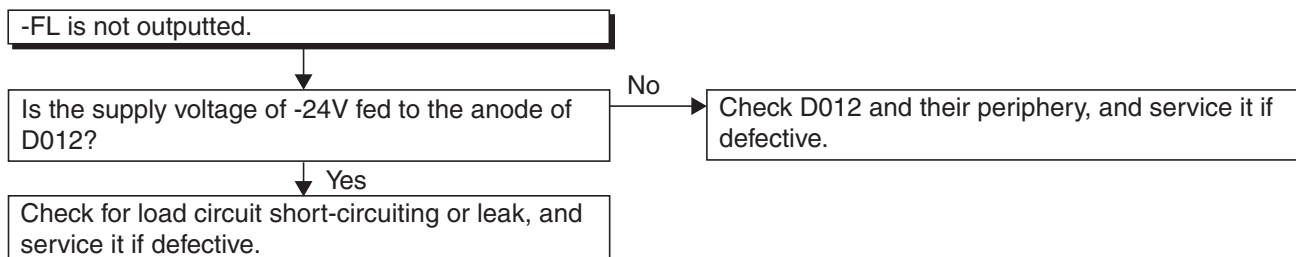 -FL is not outputted.
Is the supply voltage of -24V fed to the anode of
D012?
No
Check D012 and their periphery, and service it if
defective.
Yes
Check for load circuit short-circuiting or leak, and
service it if defective.